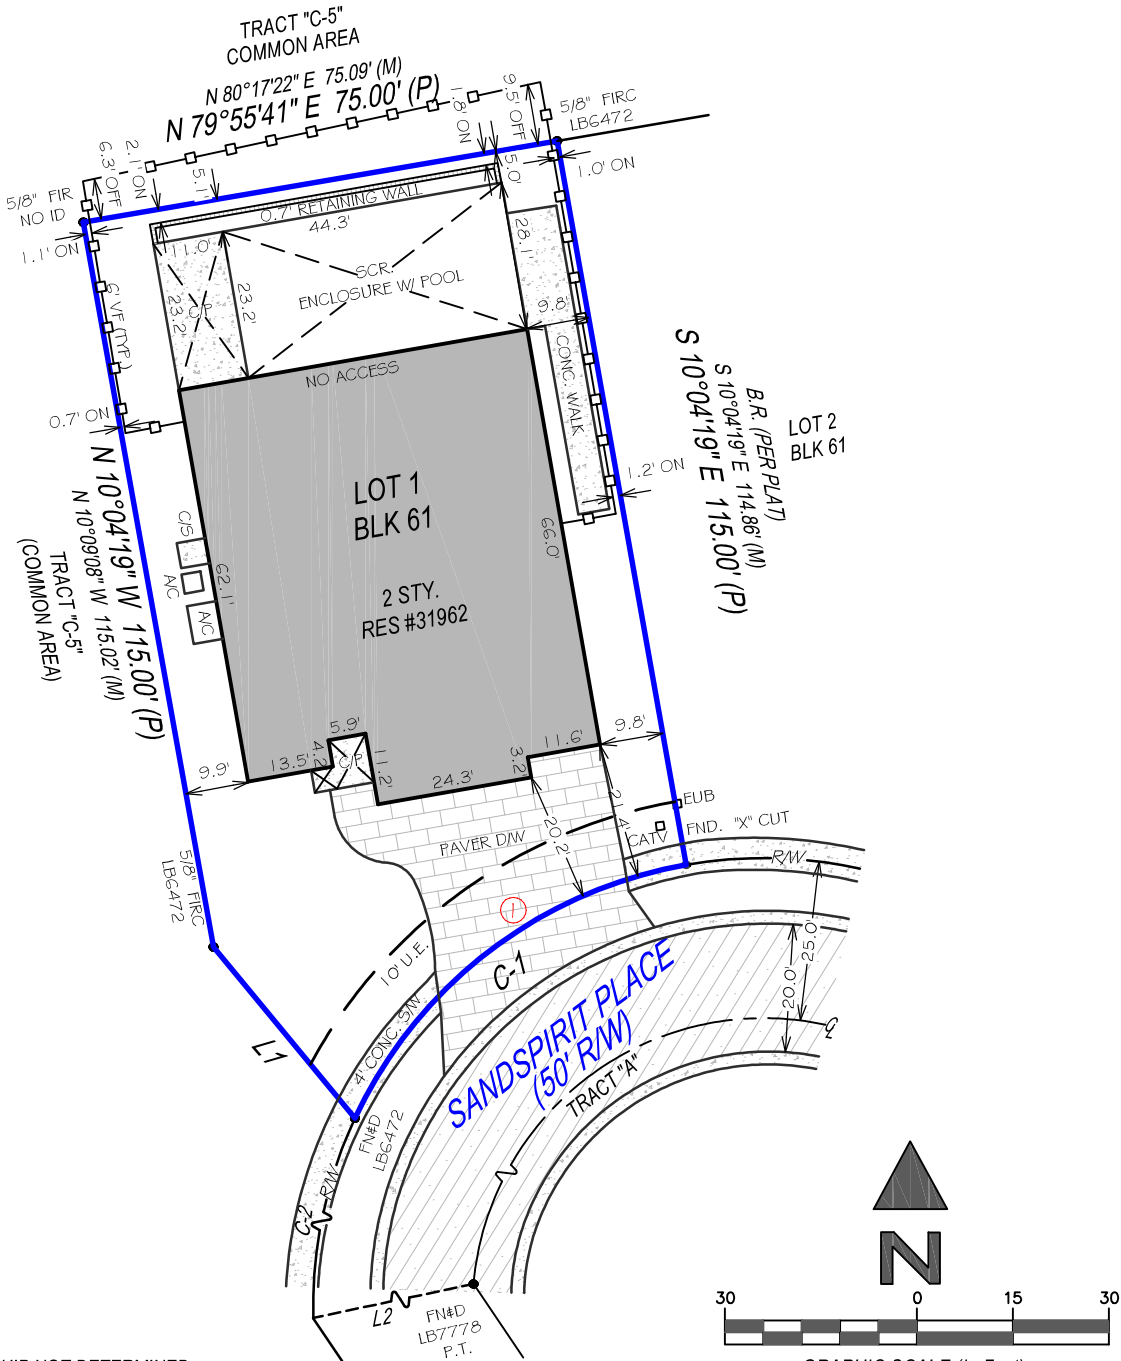 TRACT "C-5"
COMMON AREA
N 80°17'22" E 75.09' (M)
N 79°55'41" E 75.00' (P)
1.8' ON
9.5' OFF
5/8" FIRC
LB6472
5/8" FIR
NO ID
6.3' OFF
2.1' ON
5.1'
5.0'
1.0' ON
1.1' ON
0.7' RETAINING WALL
44.3'
11.0'
28.1'
6' VF (TYP.)
23.2'
C/P
23.2'
SCR.
ENCLOSURE W/ POOL
9.8'
CONC. WALK
NO ACCESS
0.7' ON
S 10°04'19" E 115.00' (P)
S 10°04'19" E 114.86' (M)
B.R. (PER PLAT)
LOT 2
BLK 61
1.2' ON
LOT 1
BLK 61
66.0'
C/S
A/C
A/C
62.1'
2 STY.
RES #31962
N 10°04'19" W 115.00' (P)
N 10°09'08" W 115.02' (M)
TRACT "C-5"
(COMMON AREA)
5.9'
4.2'
C/P
13.5'
11.2'
24.3'
3.2'
11.6'
9.8'
9.9'
21.4'
20.2'
EUB
CATV
FND. "X" CUT
R/W
PAVER D/W
5/8" FIRC
LB6472
1
10' U.E.
C-1
25.0'
20.0'
SANDSPIRIT PLACE
(50' R/W)
TRACT "A"
L1
4' CONC. S/W
FN#D
LB6472
R/W
C-2
L2
FN#D
LB7778
P.T.
N
30
0
15
30